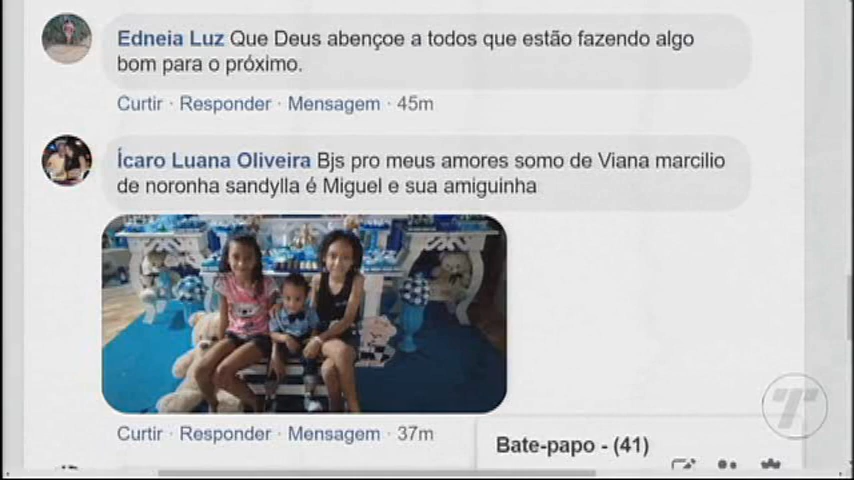 Edneia Luz Que Deus abençoe a todos que estão fazendo algo
bom para o próximo.
Curtir · Responder · Mensagem · 45m
Ícaro Luana Oliveira Bjs pro meus amores somo de Viana marcilio
de noronha sandylla é Miguel e sua amiguinha
Curtir · Responder · Mensagem · 37m
Bate-papo - (41)